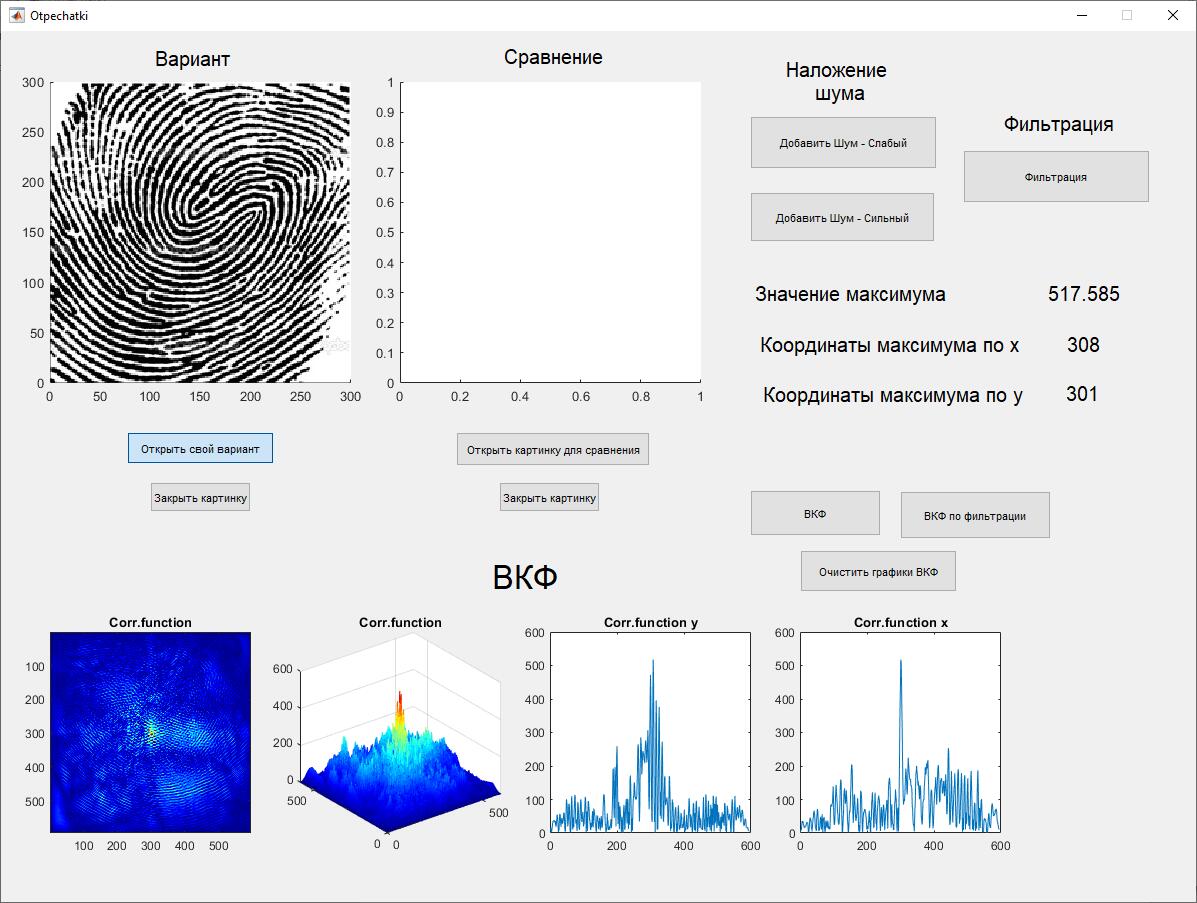 Otpechatki
Вариант
Сравнение
Наложение
шума
Фильтрация
Добавить Шум - Слабый
Фильтрация
Добавить Шум - Сильный
300
250
200
150
100
50
0
0 50 100 150 200 250 300
1
0.9
0.8
0.7
0.6
0.5
0.4
0.3
0.2
0.1
0
0 0.2 0.4 0.6 0.8 1
Значение максимума 517.585
Координаты максимума по x 308
Координаты максимума по y 301
Открыть свой вариант
Открыть картинку для сравнения
Закрыть картинку
Закрыть картинку
ВКФ
ВКФ по фильтрации
Очистить графики ВКФ
ВКФ
Corr.function
100
200
300
400
500
100 200 300 400 500
Corr.function
600
400
200
0
500
0 0
500
Corr.function y
600
500
400
300
200
100
0
0 200 400 600
Corr.function x
600
500
400
300
200
100
0
0 200 400 600